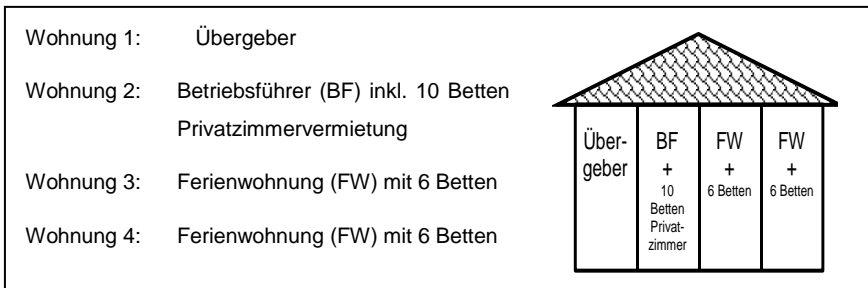 Wohnung 1: Übergeber
Wohnung 2: Betriebsführer (BF) inkl. 10 Betten
Privatzimmervermietung
Wohnung 3: Ferienwohnung (FW) mit 6 Betten
Wohnung 4: Ferienwohnung (FW) mit 6 Betten
Über-
geber
BF
+
10
Betten
Privat-
zimmer
FW
+
6 Betten
FW
+
6 Betten